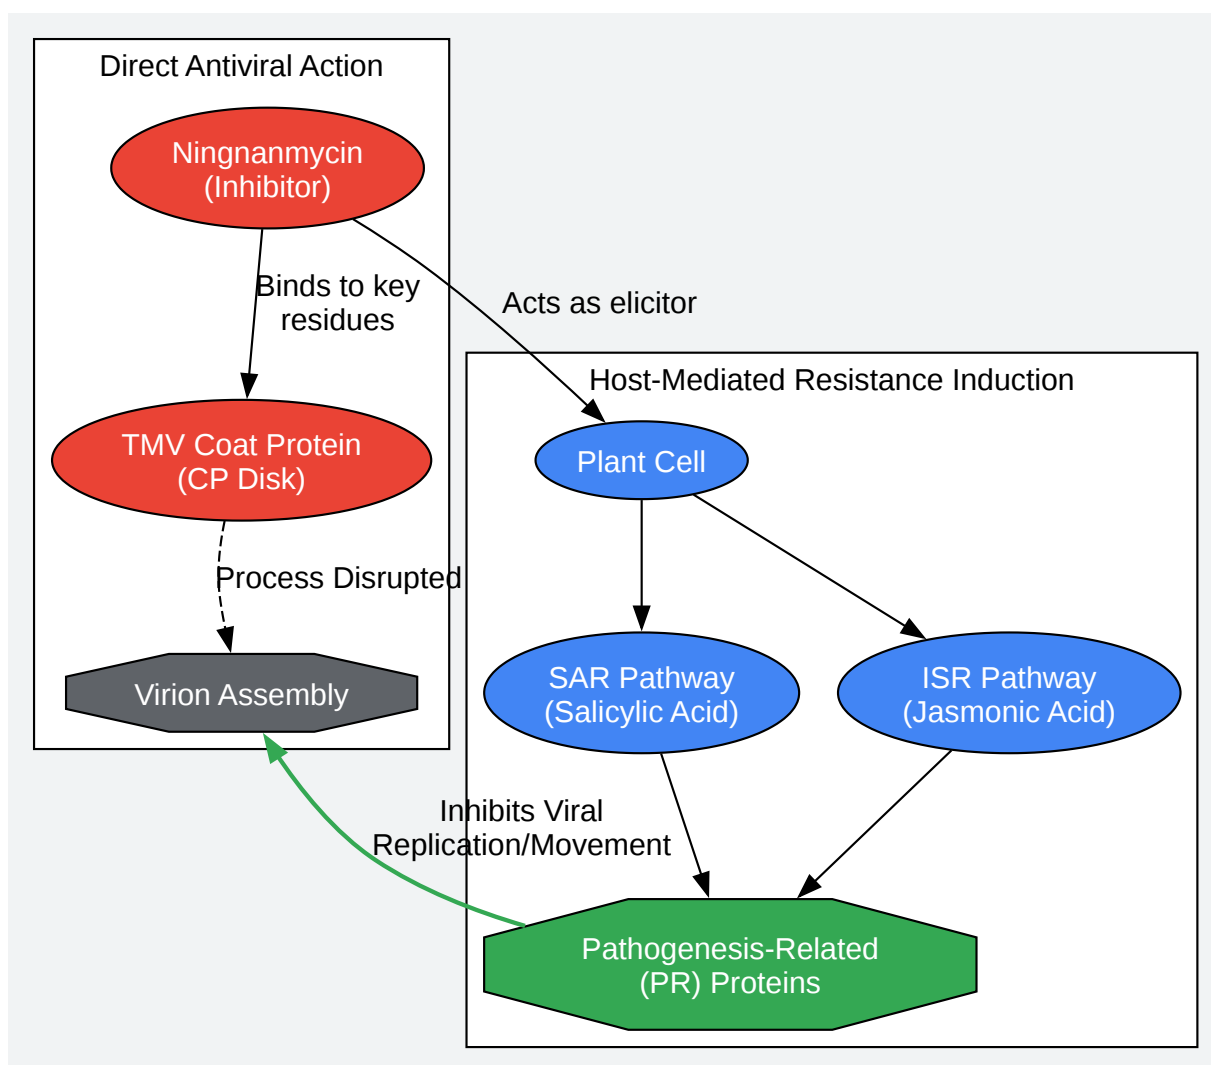 Direct Antiviral Action
Ningnanmycin
(Inhibitor)
Binds to key
residues
Acts as elicitor
Host-Mediated Resistance Induction
TMV Coat Protein
(CP Disk)
Plant Cell
Process Disrupted
Virion Assembly
SAR Pathway
(Salicylic Acid)
ISR Pathway
(Jasmonic Acid)
Inhibits Viral
Replication/Movement
Pathogenesis-Related
(PR) Proteins